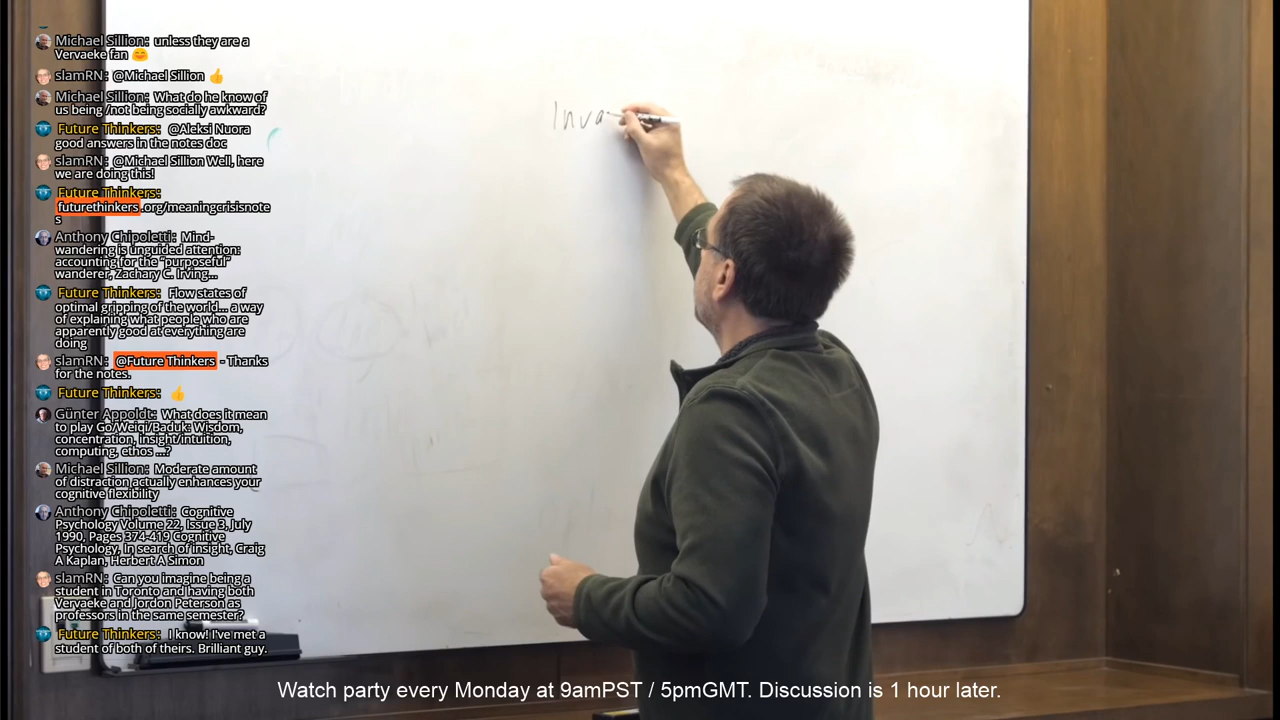 Michael Sillion: unless they are a
Vervaeke fan 🤗
slamRN: @Michael Sillion 👍
Michael Sillion: What do he know of
us being /not being socially awkward?
Future Thinkers: @Aleksi Nuora
good answers in the notes doc
slamRN: @Michael Sillion Well, here
we are doing this!
Future Thinkers:
futurethinkers.org/meaningcrisisnote
s
Anthony Chipoletti: Mind-
wandering is unguided attention:
accounting for the "purposeful"
wanderer, Zachary C. Irving...
Future Thinkers: Flow states of
optimal gripping of the world... a way
of explaining what people who are
apparently good at everything are
doing
slamRN: @Future Thinkers - Thanks
for the notes.
Future Thinkers: 👍
Günter Appoldt: What does it mean
to play Go/Weiqi/Baduk: Wisdom,
concentration, insight/intuition,
computing, ethos ...?
Michael Sillion: Moderate amount
of distraction actually enhances your
cognitive flexibility
Anthony Chipoletti: Cognitive
Psychology Volume 22, Issue 3, July
1990, Pages 374-419 Cognitive
Psychology, In search of insight, Craig
A Kaplan, Herbert A Simon
slamRN: Can you imagine being a
student in Toronto and having both
Vervaeke and Jordon Peterson as
professors in the same semester?
Future Thinkers: I know! I've met a
student of both of theirs. Brilliant guy.
Inva
Watch party every Monday at 9amPST / 5pmGMT. Discussion is 1 hour later.